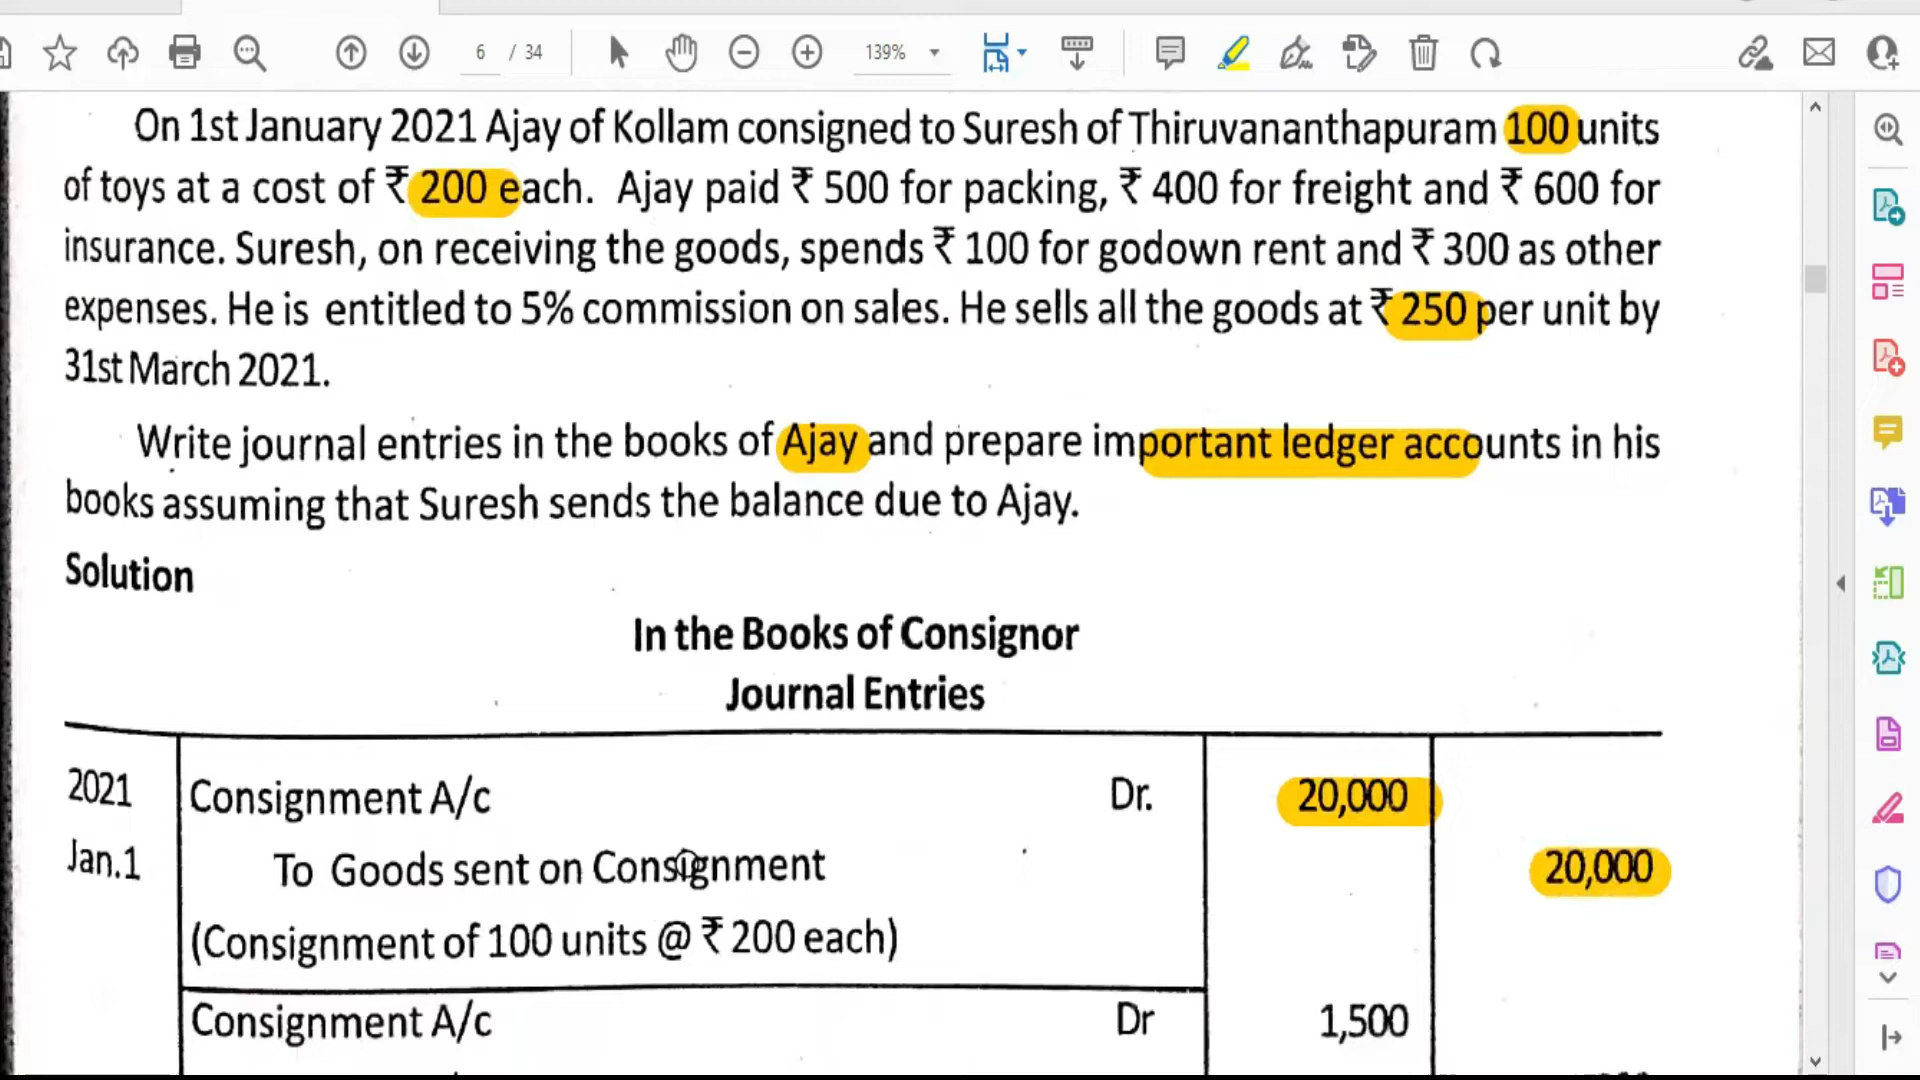 6 / 34
139%
On 1st January 2021 Ajay of Kollam consigned to Suresh of Thiruvananthapuram 100 units
of toys at a cost of ₹ 200 each. Ajay paid ₹ 500 for packing, ₹ 400 for freight and ₹ 600 for
insurance. Suresh, on receiving the goods, spends ₹ 100 for godown rent and ₹ 300 as other
expenses. He is entitled to 5% commission on sales. He sells all the goods at ₹ 250 per unit by
31st March 2021.
Write journal entries in the books of Ajay and prepare important ledger accounts in his
books assuming that Suresh sends the balance due to Ajay.
Solution
In the Books of Consignor
Journal Entries
2021 Consignment A/c Dr. 20,000
Jan.1 To Goods sent on Consignment 20,000
(Consignment of 100 units @ ₹ 200 each)
Consignment A/c Dr 1,500